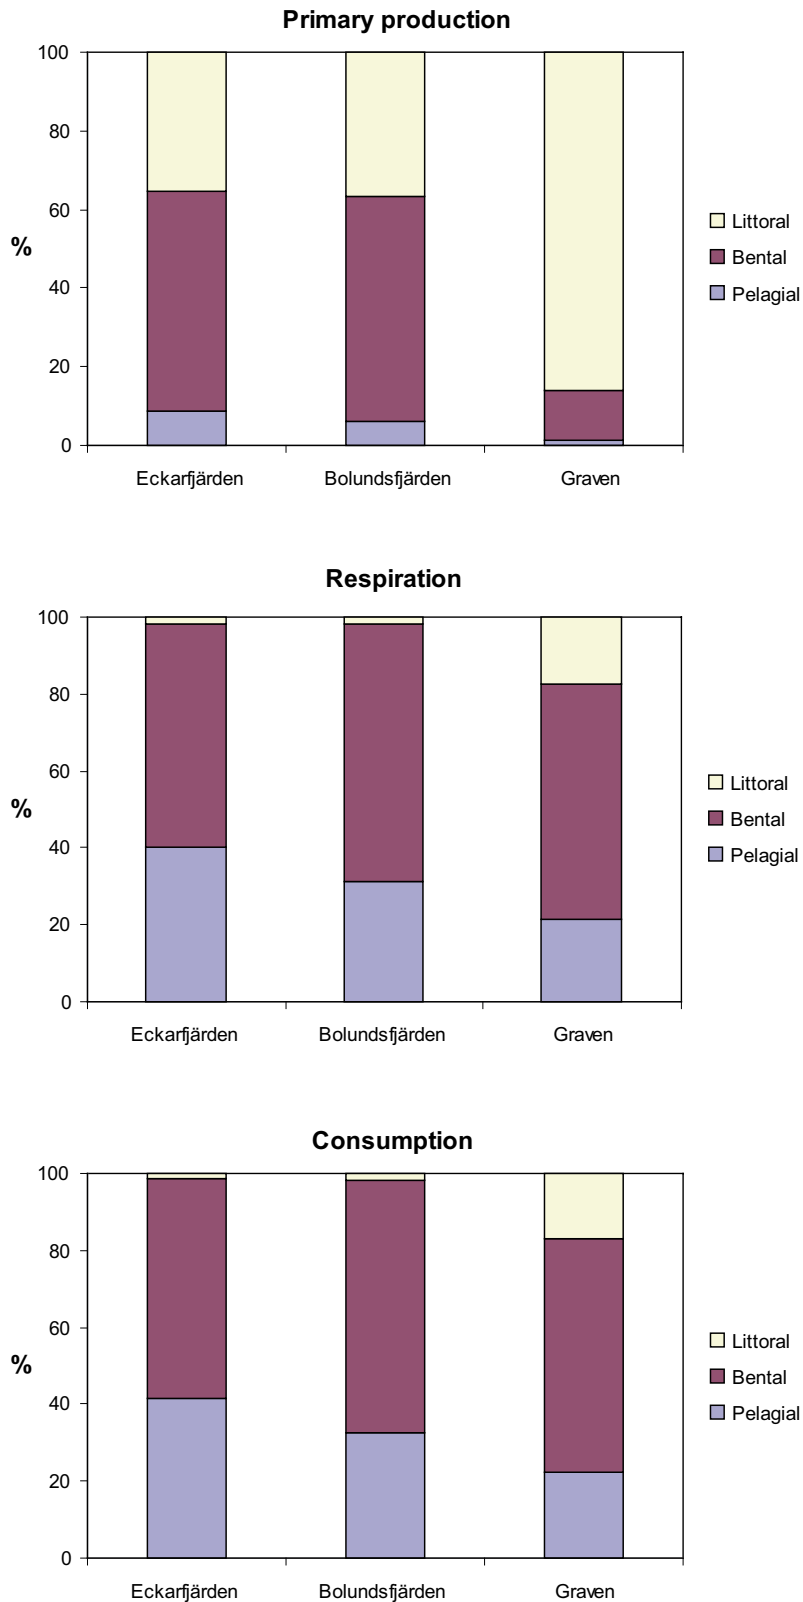 Primary production
100
80
60
%
40
20
0
Eckarfjärden Bolundsfjärden Graven
Littoral
Bental
Pelagial
Respiration
100
80
60
%
40
20
0
Eckarfjärden Bolundsfjärden Graven
Littoral
Bental
Pelagial
Consumption
100
80
60
%
40
20
0
Eckarfjärden Bolundsfjärden Graven
Littoral
Bental
Pelagial